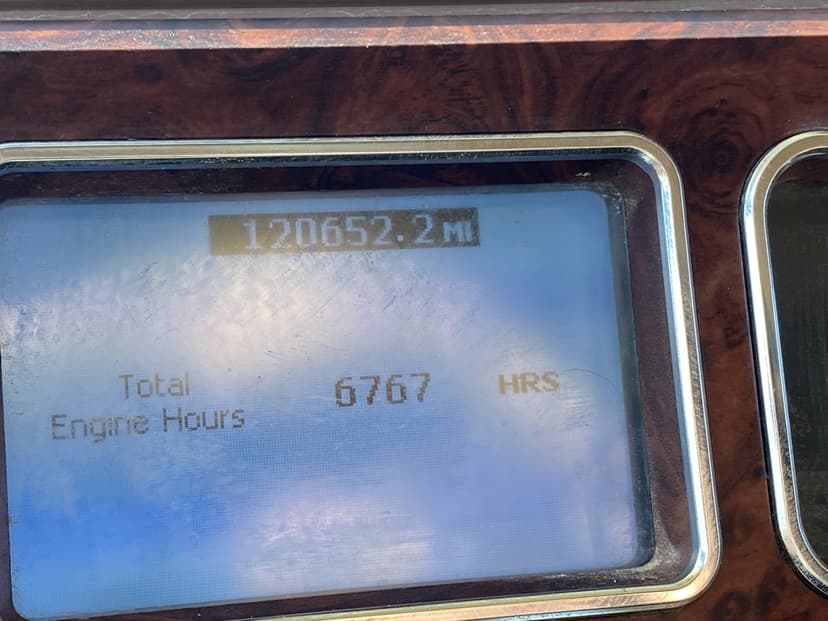 120652.2 MI
Total
Engine Hours 6767 HRS